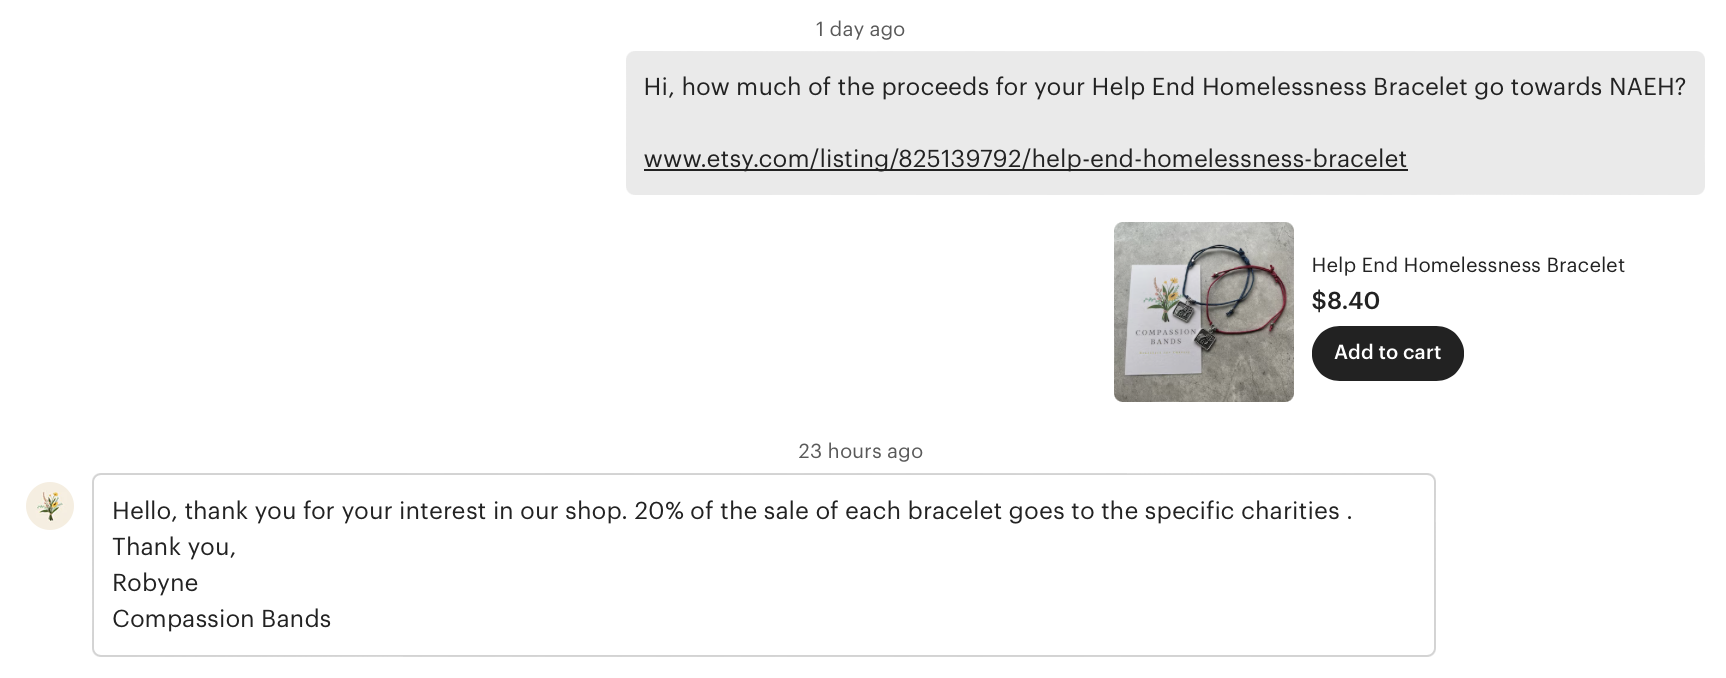 1 day ago
Hi, how much of the proceeds for your Help End Homelessness Bracelet go towards NAEH?
www.etsy.com/listing/825139792/help-end-homelessness-bracelet
COMPASSION
BANDS
Help End Homelessness Bracelet
$8.40
Add to cart
23 hours ago
Hello, thank you for your interest in our shop. 20% of the sale of each bracelet goes to the specific charities .
Thank you,
Robyne
Compassion Bands